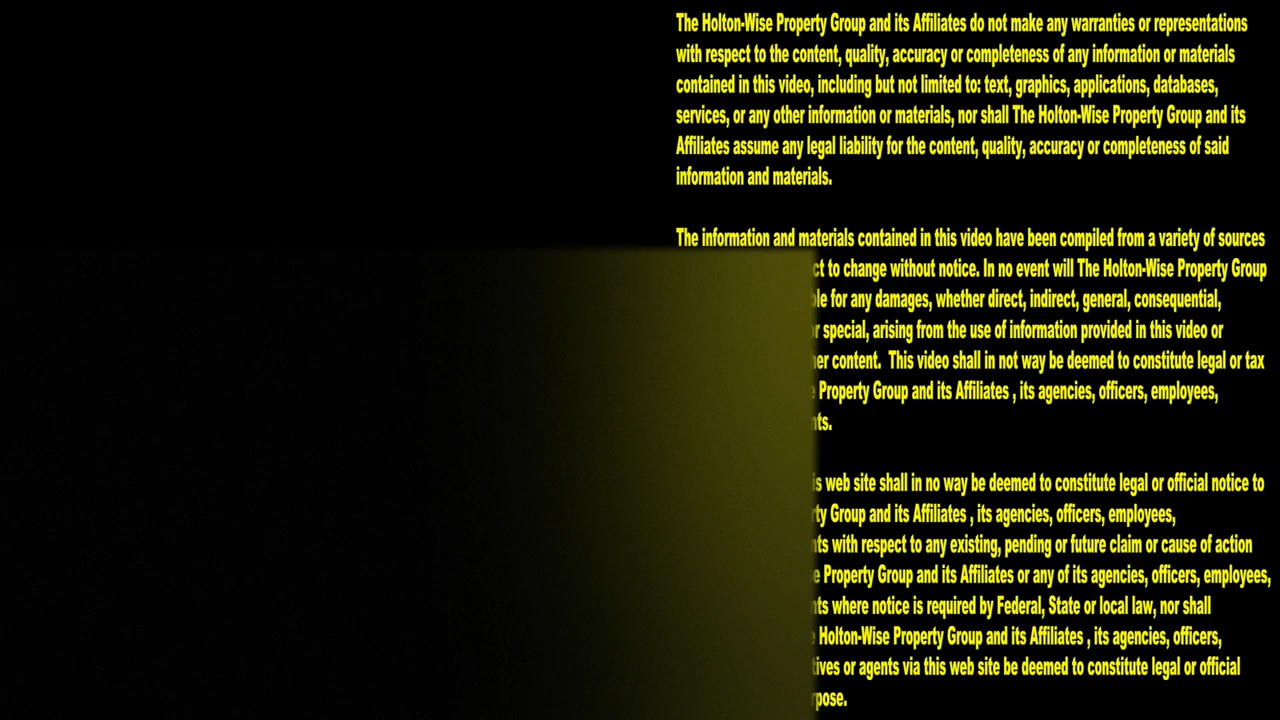 The Holton-Wise Property Group and its Affiliates do not make any warranties or representations
with respect to the content, quality, accuracy or completeness of any information or materials
contained in this video, including but not limited to: text, graphics, applications, databases,
services, or any other information or materials, nor shall The Holton-Wise Property Group and its
Affiliates assume any legal liability for the content, quality, accuracy or completeness of said
information and materials.
The information and materials contained in this video have been compiled from a variety of sources
to change without notice. In no event will The Holton-Wise Property Group
for any damages, whether direct, indirect, general, consequential,
special, arising from the use of information provided in this video or
content. This video shall in not way be deemed to constitute legal or tax
Property Group and its Affiliates , its agencies, officers, employees,
web site shall in no way be deemed to constitute legal or official notice to
Group and its Affiliates , its agencies, officers, employees,
with respect to any existing, pending or future claim or cause of action
Property Group and its Affiliates or any of its agencies, officers, employees,
where notice is required by Federal, State or local law, nor shall
Holton-Wise Property Group and its Affiliates , its agencies, officers,
or agents via this web site be deemed to constitute legal or official